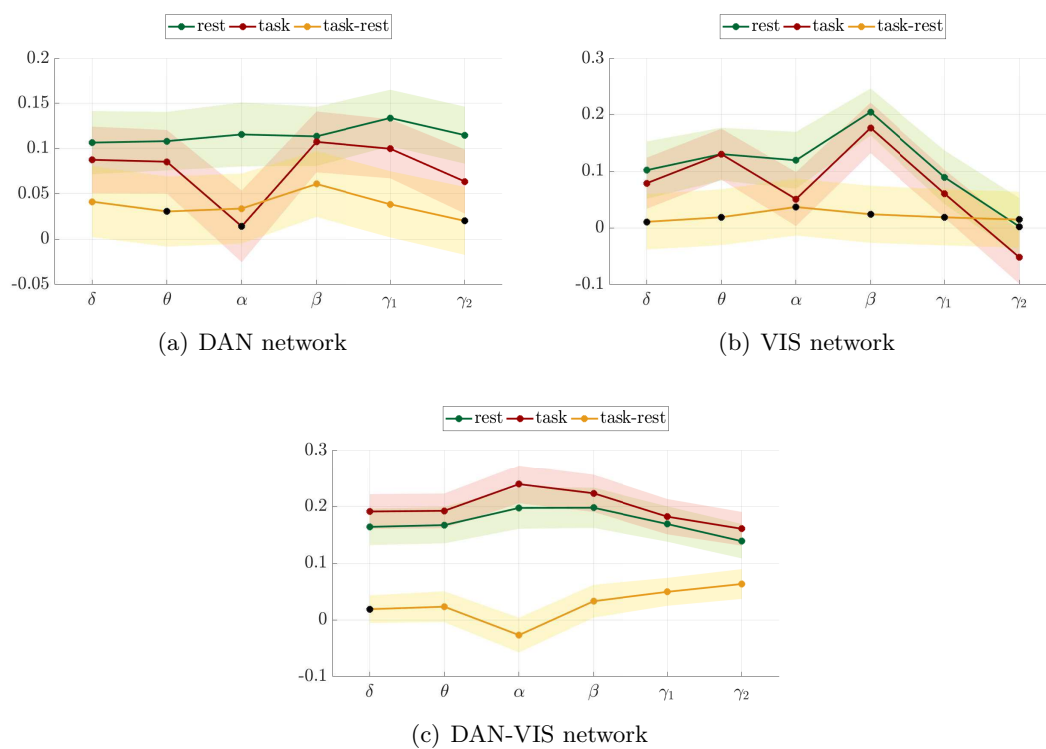 rest task task-rest
0.2
0.15
0.1
0.05
0
-0.05
δ θ α β γ₁ γ₂
(a) DAN network
rest task task-rest
0.3
0.2
0.1
0
-0.1
δ θ α β γ₁ γ₂
(b) VIS network
rest task task-rest
0.3
0.2
0.1
0
-0.1
δ θ α β γ₁ γ₂
(c) DAN-VIS network